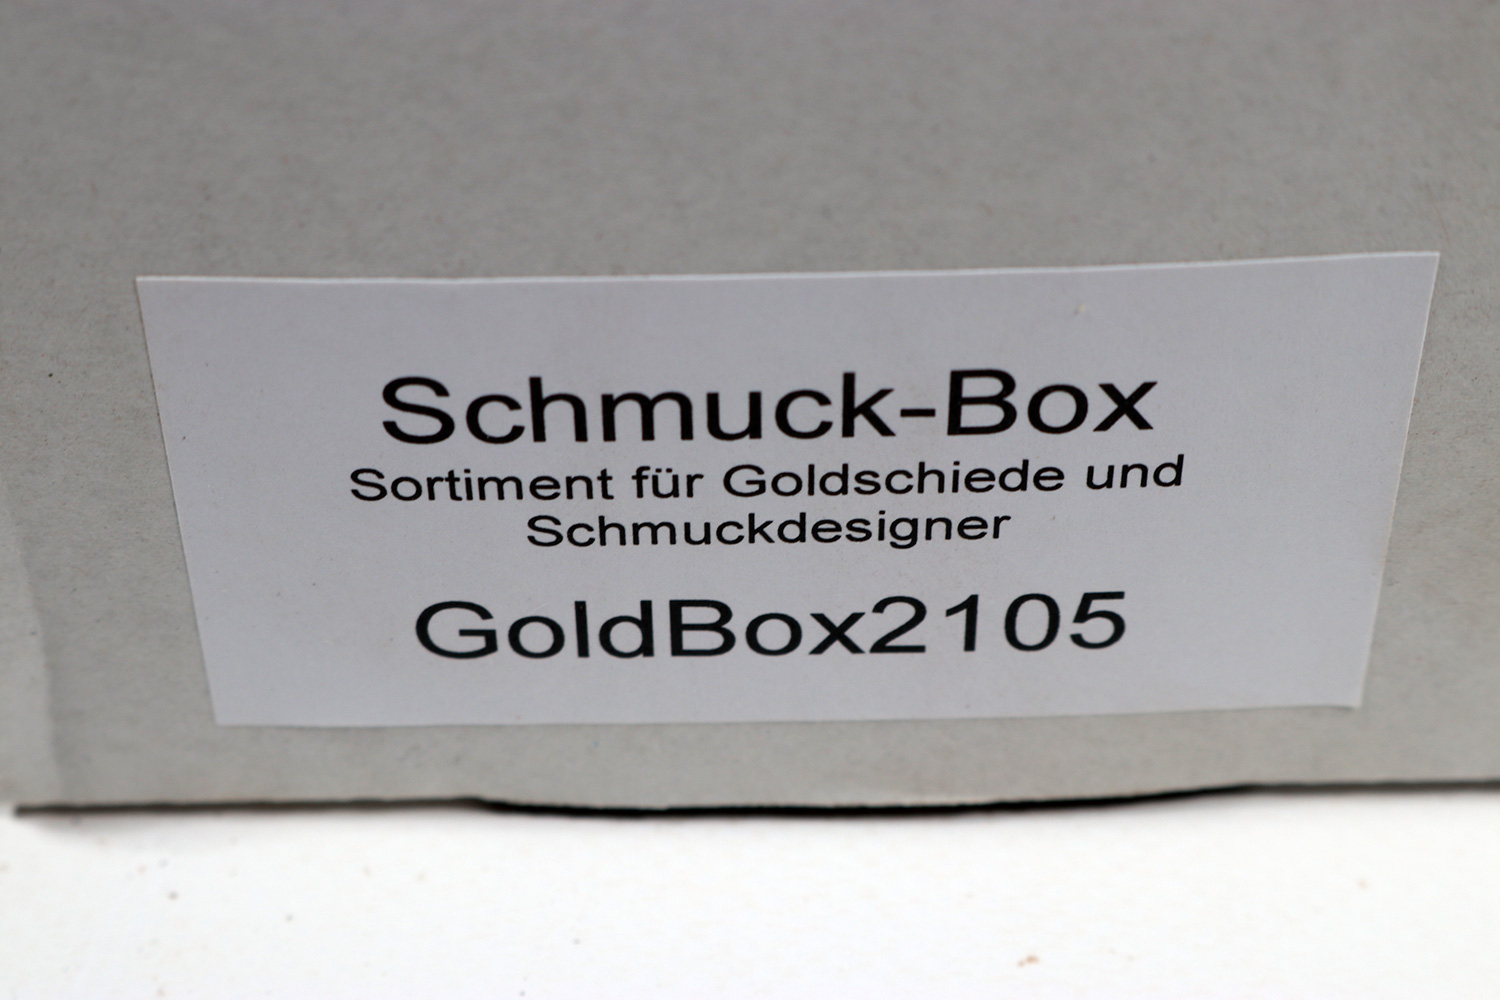 Schmuck-Box
Sortiment für Goldschiede und
Schmuckdesigner
GoldBox2105